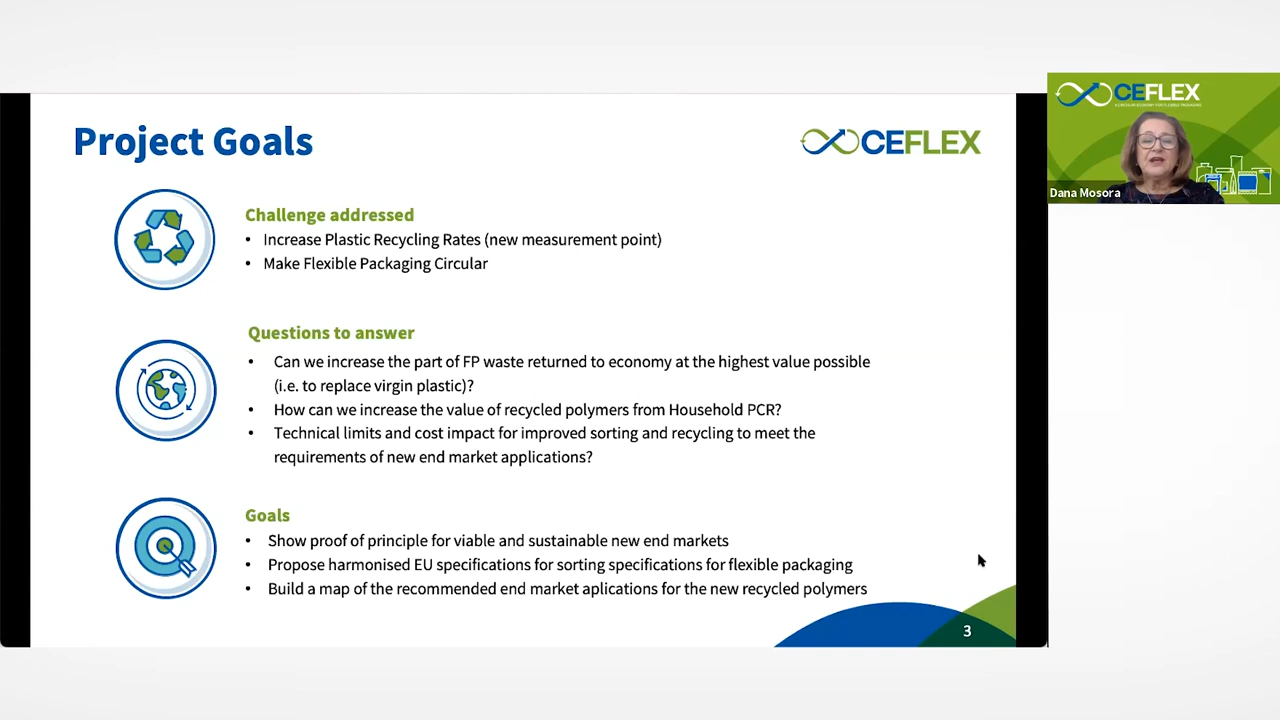 Project Goals
CEFLEX
Challenge addressed
• Increase Plastic Recycling Rates (new measurement point)
• Make Flexible Packaging Circular
Questions to answer
• Can we increase the part of FP waste returned to economy at the highest value possible
(i.e. to replace virgin plastic)?
• How can we increase the value of recycled polymers from Household PCR?
• Technical limits and cost impact for improved sorting and recycling to meet the
requirements of new end market applications?
Goals
• Show proof of principle for viable and sustainable new end markets
• Propose harmonised EU specifications for sorting specifications for flexible packaging
• Build a map of the recommended end market aplications for the new recycled polymers
3
CEFLEX
A CIRCULAR ECONOMY FOR FLEXIBLE PACKAGING
Dana Mosora